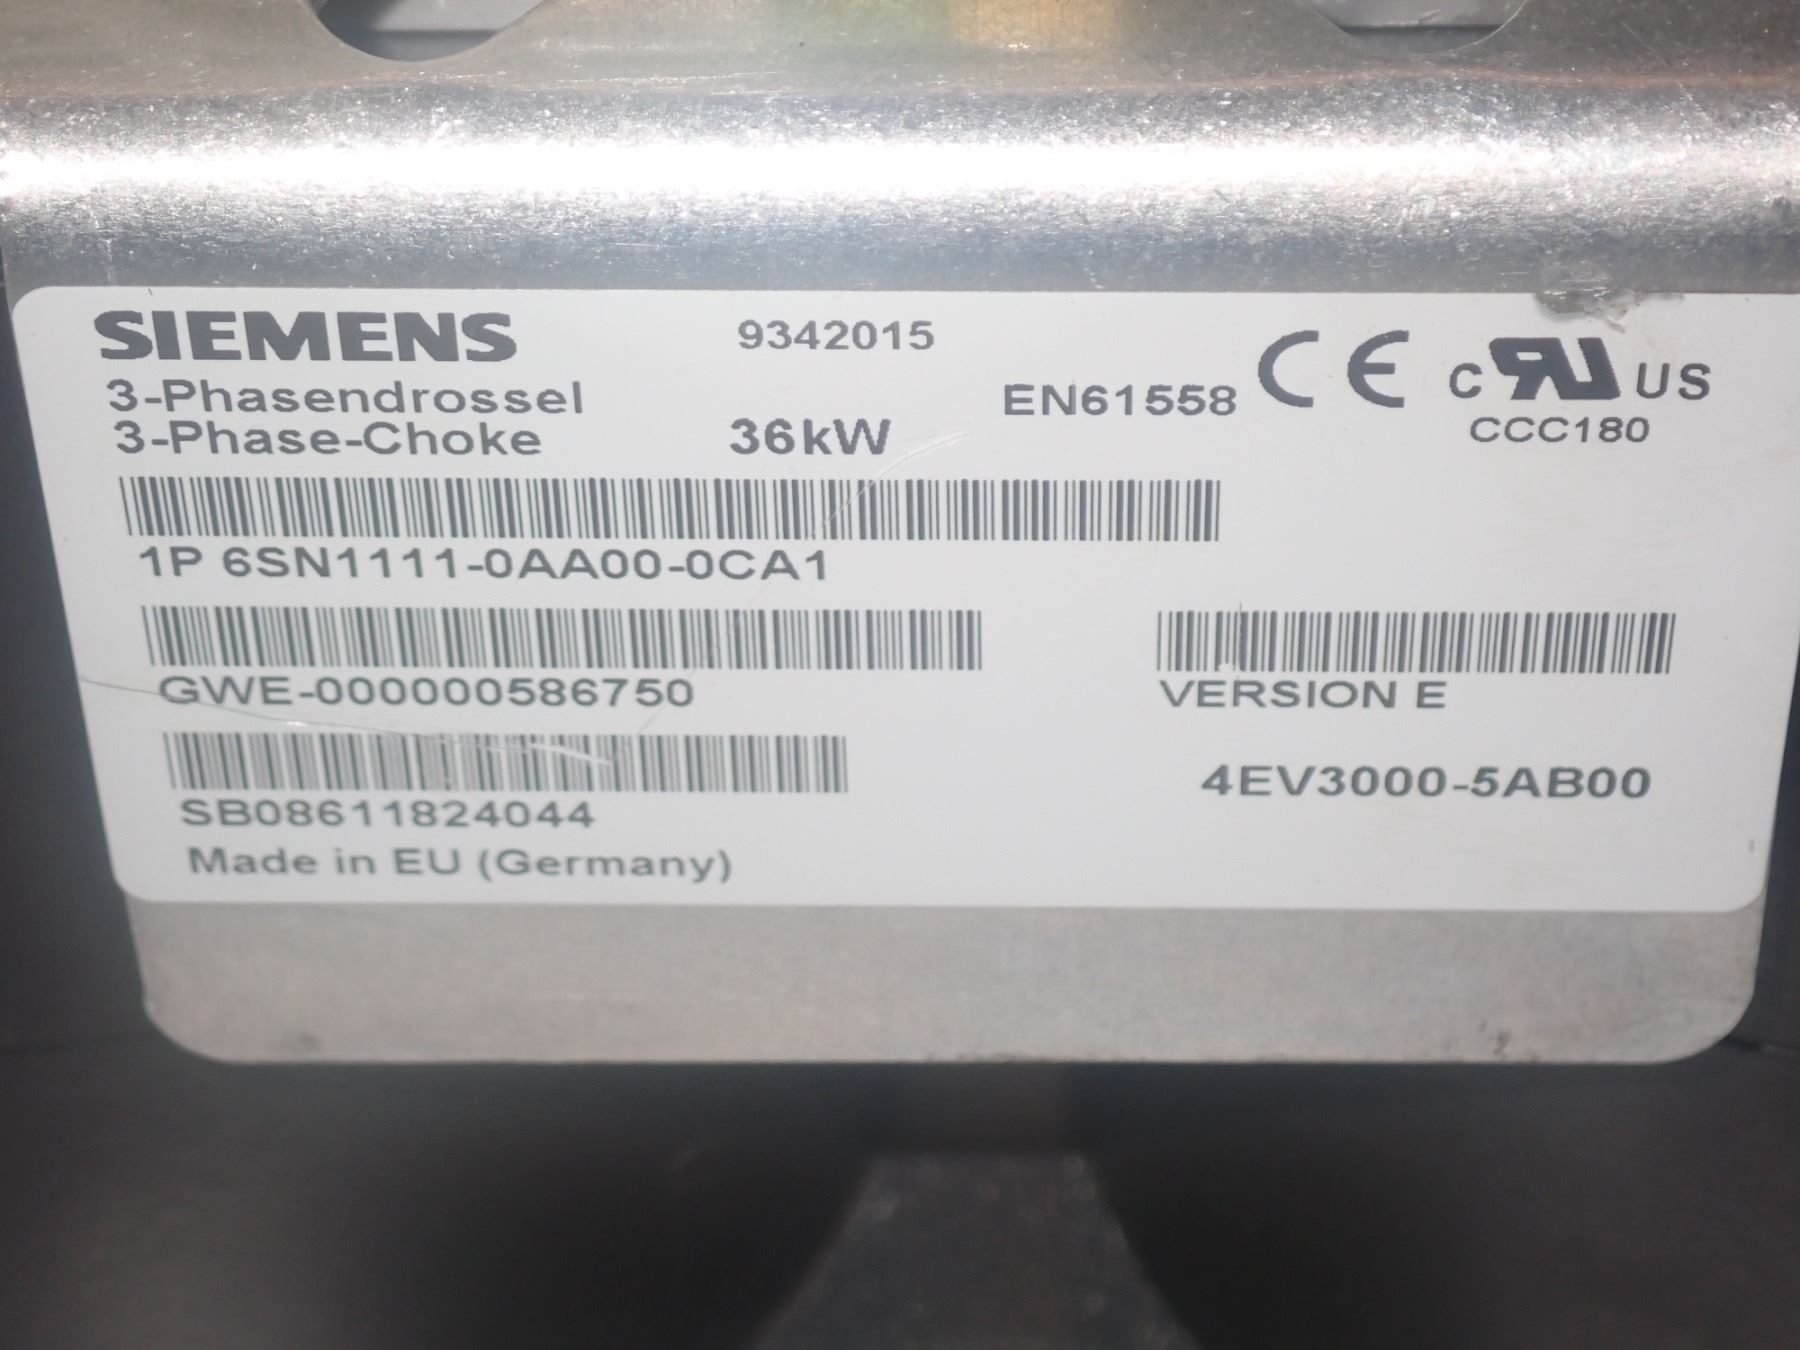 SIEMENS 9342015
3-Phasendrossel EN61558 CE c RU US
3-Phase-Choke 36kW CCC180
1P 6SN1111-0AA00-0CA1
GWE-000000586750 VERSION E
SB08611824044 4EV3000-5AB00
Made in EU (Germany)